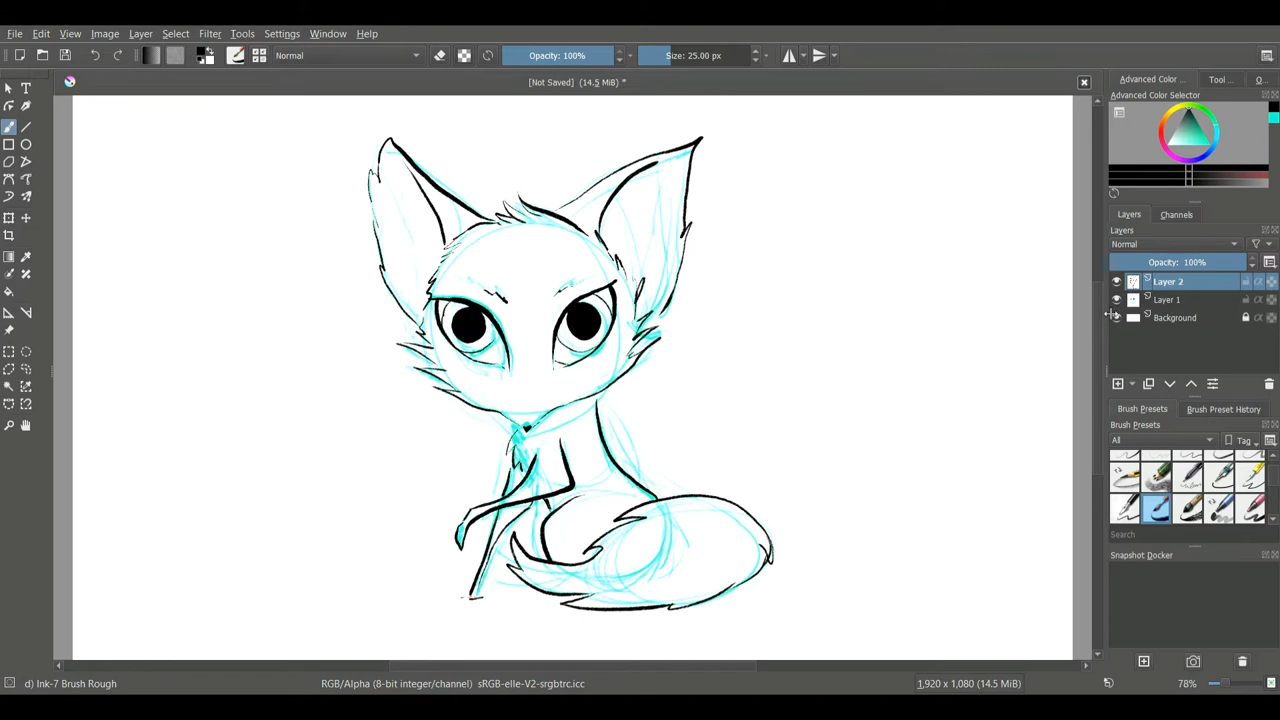 File Edit View Image Layer Select Filter Tools Settings Window Help
Normal Opacity: 100% Size: 25.00 px
[Not Saved] (14.5 MiB) *
Advanced Color ... Tool ... O...
Advanced Color Selector
Layers Channels
Layers
Normal
Opacity: 100%
Layer 2
Layer 1
Background
Brush Presets Brush Preset History
Brush Presets
All Tag
Search
Snapshot Docker
d) Ink-7 Brush Rough RGB/Alpha (8-bit integer/channel) sRGB-elle-V2-srgbtrc.icc 1,920 x 1,080 (14.5 MiB) 78%